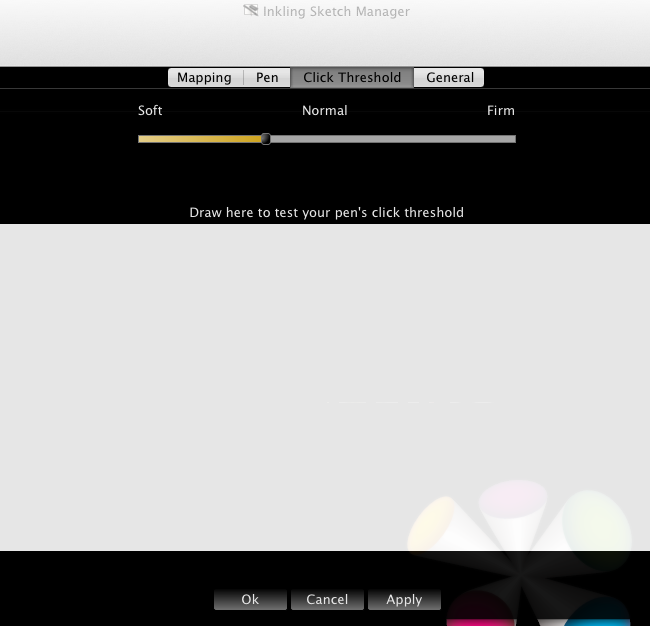 Inkling Sketch Manager
Mapping Pen Click Threshold General
Soft Normal Firm
Draw here to test your pen's click threshold
Ok Cancel Apply